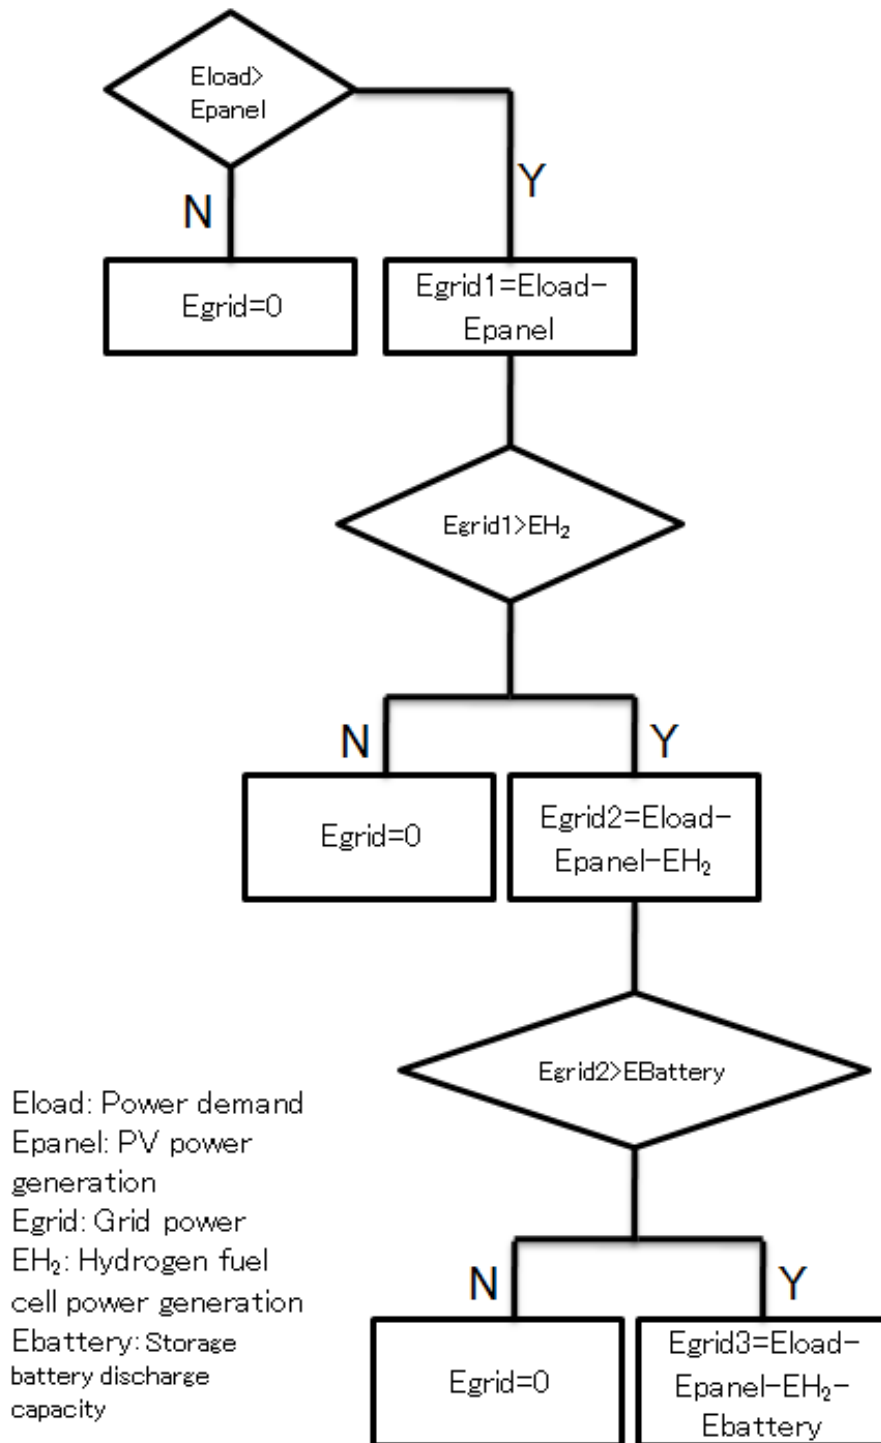 Eload>
Epanel
N
Y
Egrid=0
Egrid1=Eload-
Epanel
Egrid1>EH₂
N
Y
Egrid=0
Egrid2=Eload-
Epanel-EH₂
Egrid2>EBattery
Eload: Power demand
Epanel: PV power
generation
Egrid: Grid power
EH₂: Hydrogen fuel
cell power generation
Ebattery: Storage
battery discharge
capacity
N
Y
Egrid=0
Egrid3=Eload-
Epanel-EH₂-
Ebattery